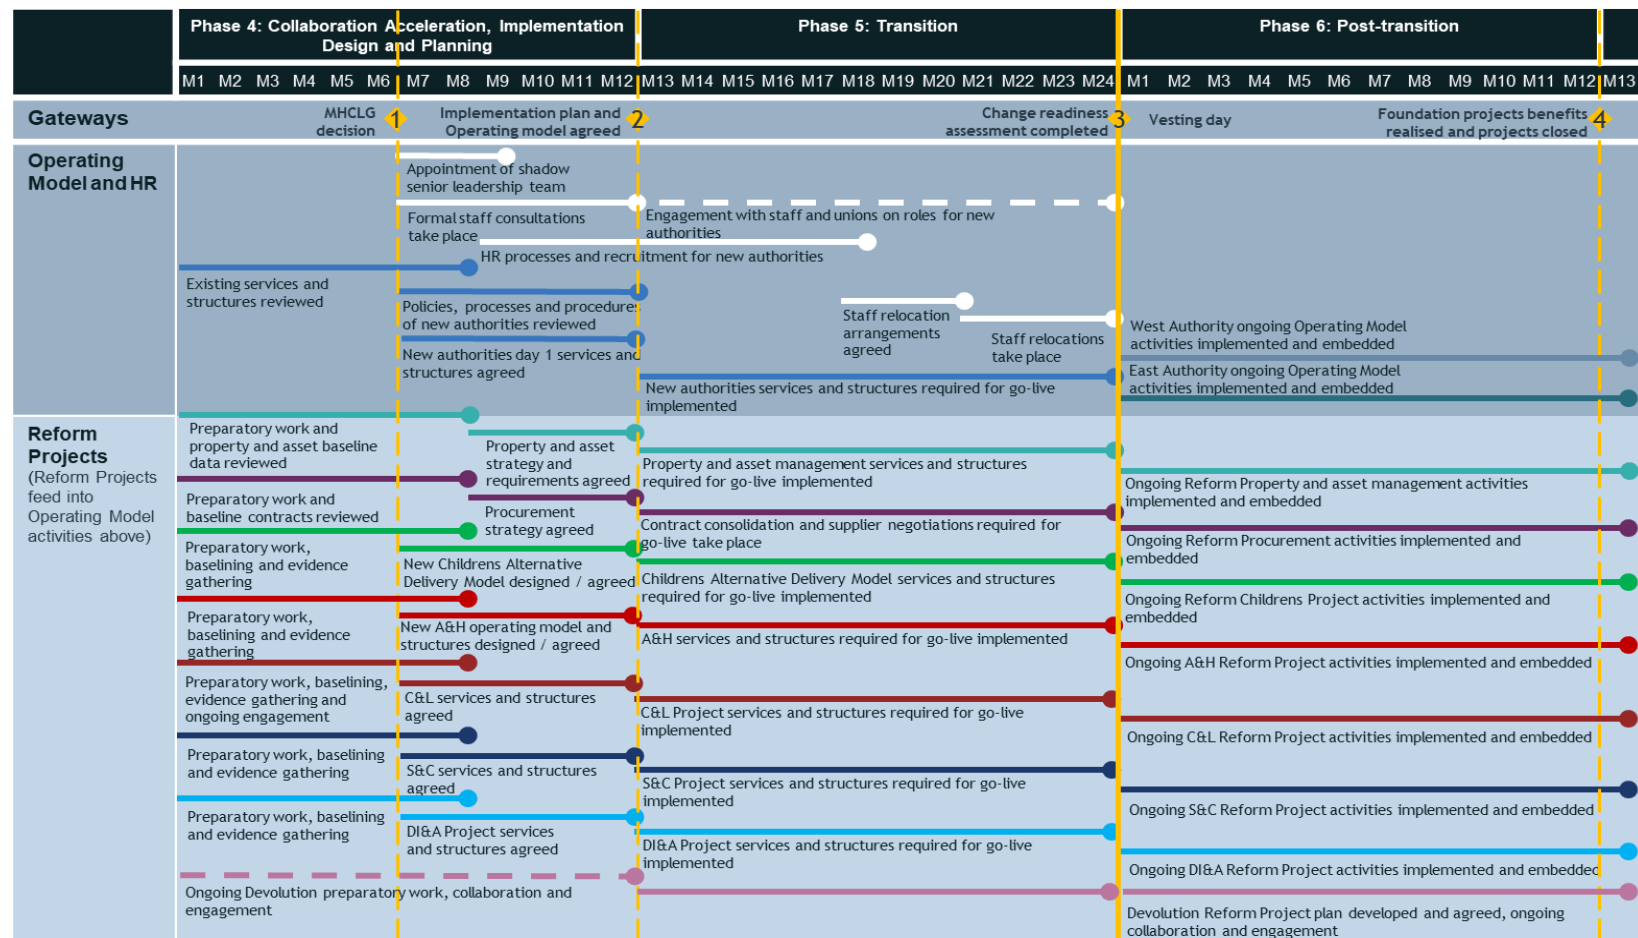 Phase 4: Collaboration Acceleration, Implementation
Design and Planning
Phase 5: Transition
Phase 6: Post-transition
M1 M2 M3 M4 M5 M6 M7 M8 M9 M10 M11 M12 M13 M14 M15 M16 M17 M18 M19 M20 M21 M22 M23 M24 M1 M2 M3 M4 M5 M6 M7 M8 M9 M10 M11 M12 M13
Gateways
MHCLG
decision
1
Implementation plan and
Operating model agreed
2
Change readiness
assessment completed
3
Vesting day
Foundation projects benefits
realised and projects closed
4
Operating
Model and HR
Appointment of shadow
senior leadership team
Formal staff consultations
take place
Engagement with staff and unions on roles for new
authorities
HR processes and recruitment for new authorities
Existing services and
structures reviewed
Policies, processes and procedures
of new authorities reviewed
Staff relocation
arrangements
agreed
Staff relocations
take place
New authorities day 1 services and
structures agreed
New authorities services and structures required for go-live
implemented
West Authority ongoing Operating Model
activities implemented and embedded
East Authority ongoing Operating Model
activities implemented and embedded
Reform
Projects
(Reform Projects
feed into
Operating Model
activities above)
Preparatory work and
property and asset baseline
data reviewed
Property and asset
strategy and
requirements agreed
Property and asset management services and structures
required for go-live implemented
Ongoing Reform Property and asset management activities
implemented and embedded
Preparatory work and
baseline contracts reviewed
Procurement
strategy agreed
Contract consolidation and supplier negotiations required for
go-live take place
Ongoing Reform Procurement activities implemented and
embedded
Preparatory work,
baselining and evidence
gathering
New Childrens Alternative
Delivery Model designed / agreed
Childrens Alternative Delivery Model services and structures
required for go-live implemented
Ongoing Reform Childrens Project activities implemented and
embedded
Preparatory work,
baselining and evidence
gathering
New A&H operating model and
structures designed / agreed
A&H services and structures required for go-live implemented
Ongoing A&H Reform Project activities implemented and embedded
Preparatory work, baselining,
evidence gathering and
ongoing engagement
C&L services and structures
agreed
C&L Project services and structures required for go-live
implemented
Ongoing C&L Reform Project activities implemented and embedded
Preparatory work, baselining
and evidence gathering
S&C services and structures
agreed
S&C Project services and structures required for go-live
implemented
Ongoing S&C Reform Project activities implemented and embedded
Preparatory work, baselining
and evidence gathering
DI&A Project services
and structures agreed
DI&A Project services and structures required for go-live
implemented
Ongoing DI&A Reform Project activities implemented and embedded
Ongoing Devolution preparatory work, collaboration and
engagement
Devolution Reform Project plan developed and agreed, ongoing
collaboration and engagement